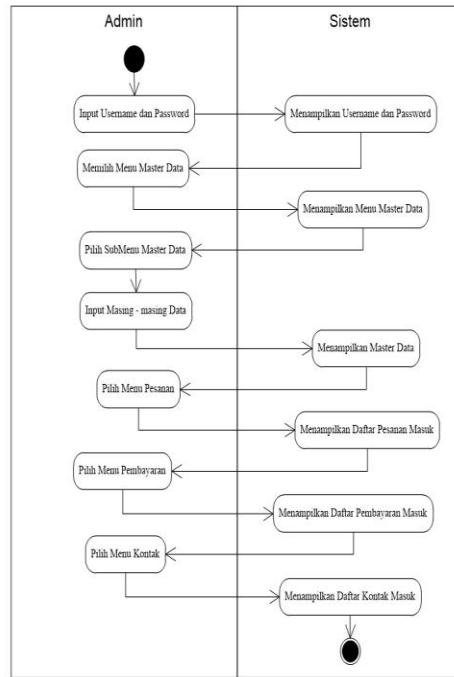 Admin
Sistem
Input Username dan Password
Menampilkan Username dan Password
Memilih Menu Master Data
Menampilkan Menu Master Data
Pilih SubMenu Master Data
Input Masing - masing Data
Menampilkan Master Data
Pilih Menu Pesanan
Menampilkan Daftar Pesanan Masuk
Pilih Menu Pembayaran
Menampilkan Daftar Pembayaran Masuk
Pilih Menu Kontak
Menampilkan Daftar Kontak Masuk